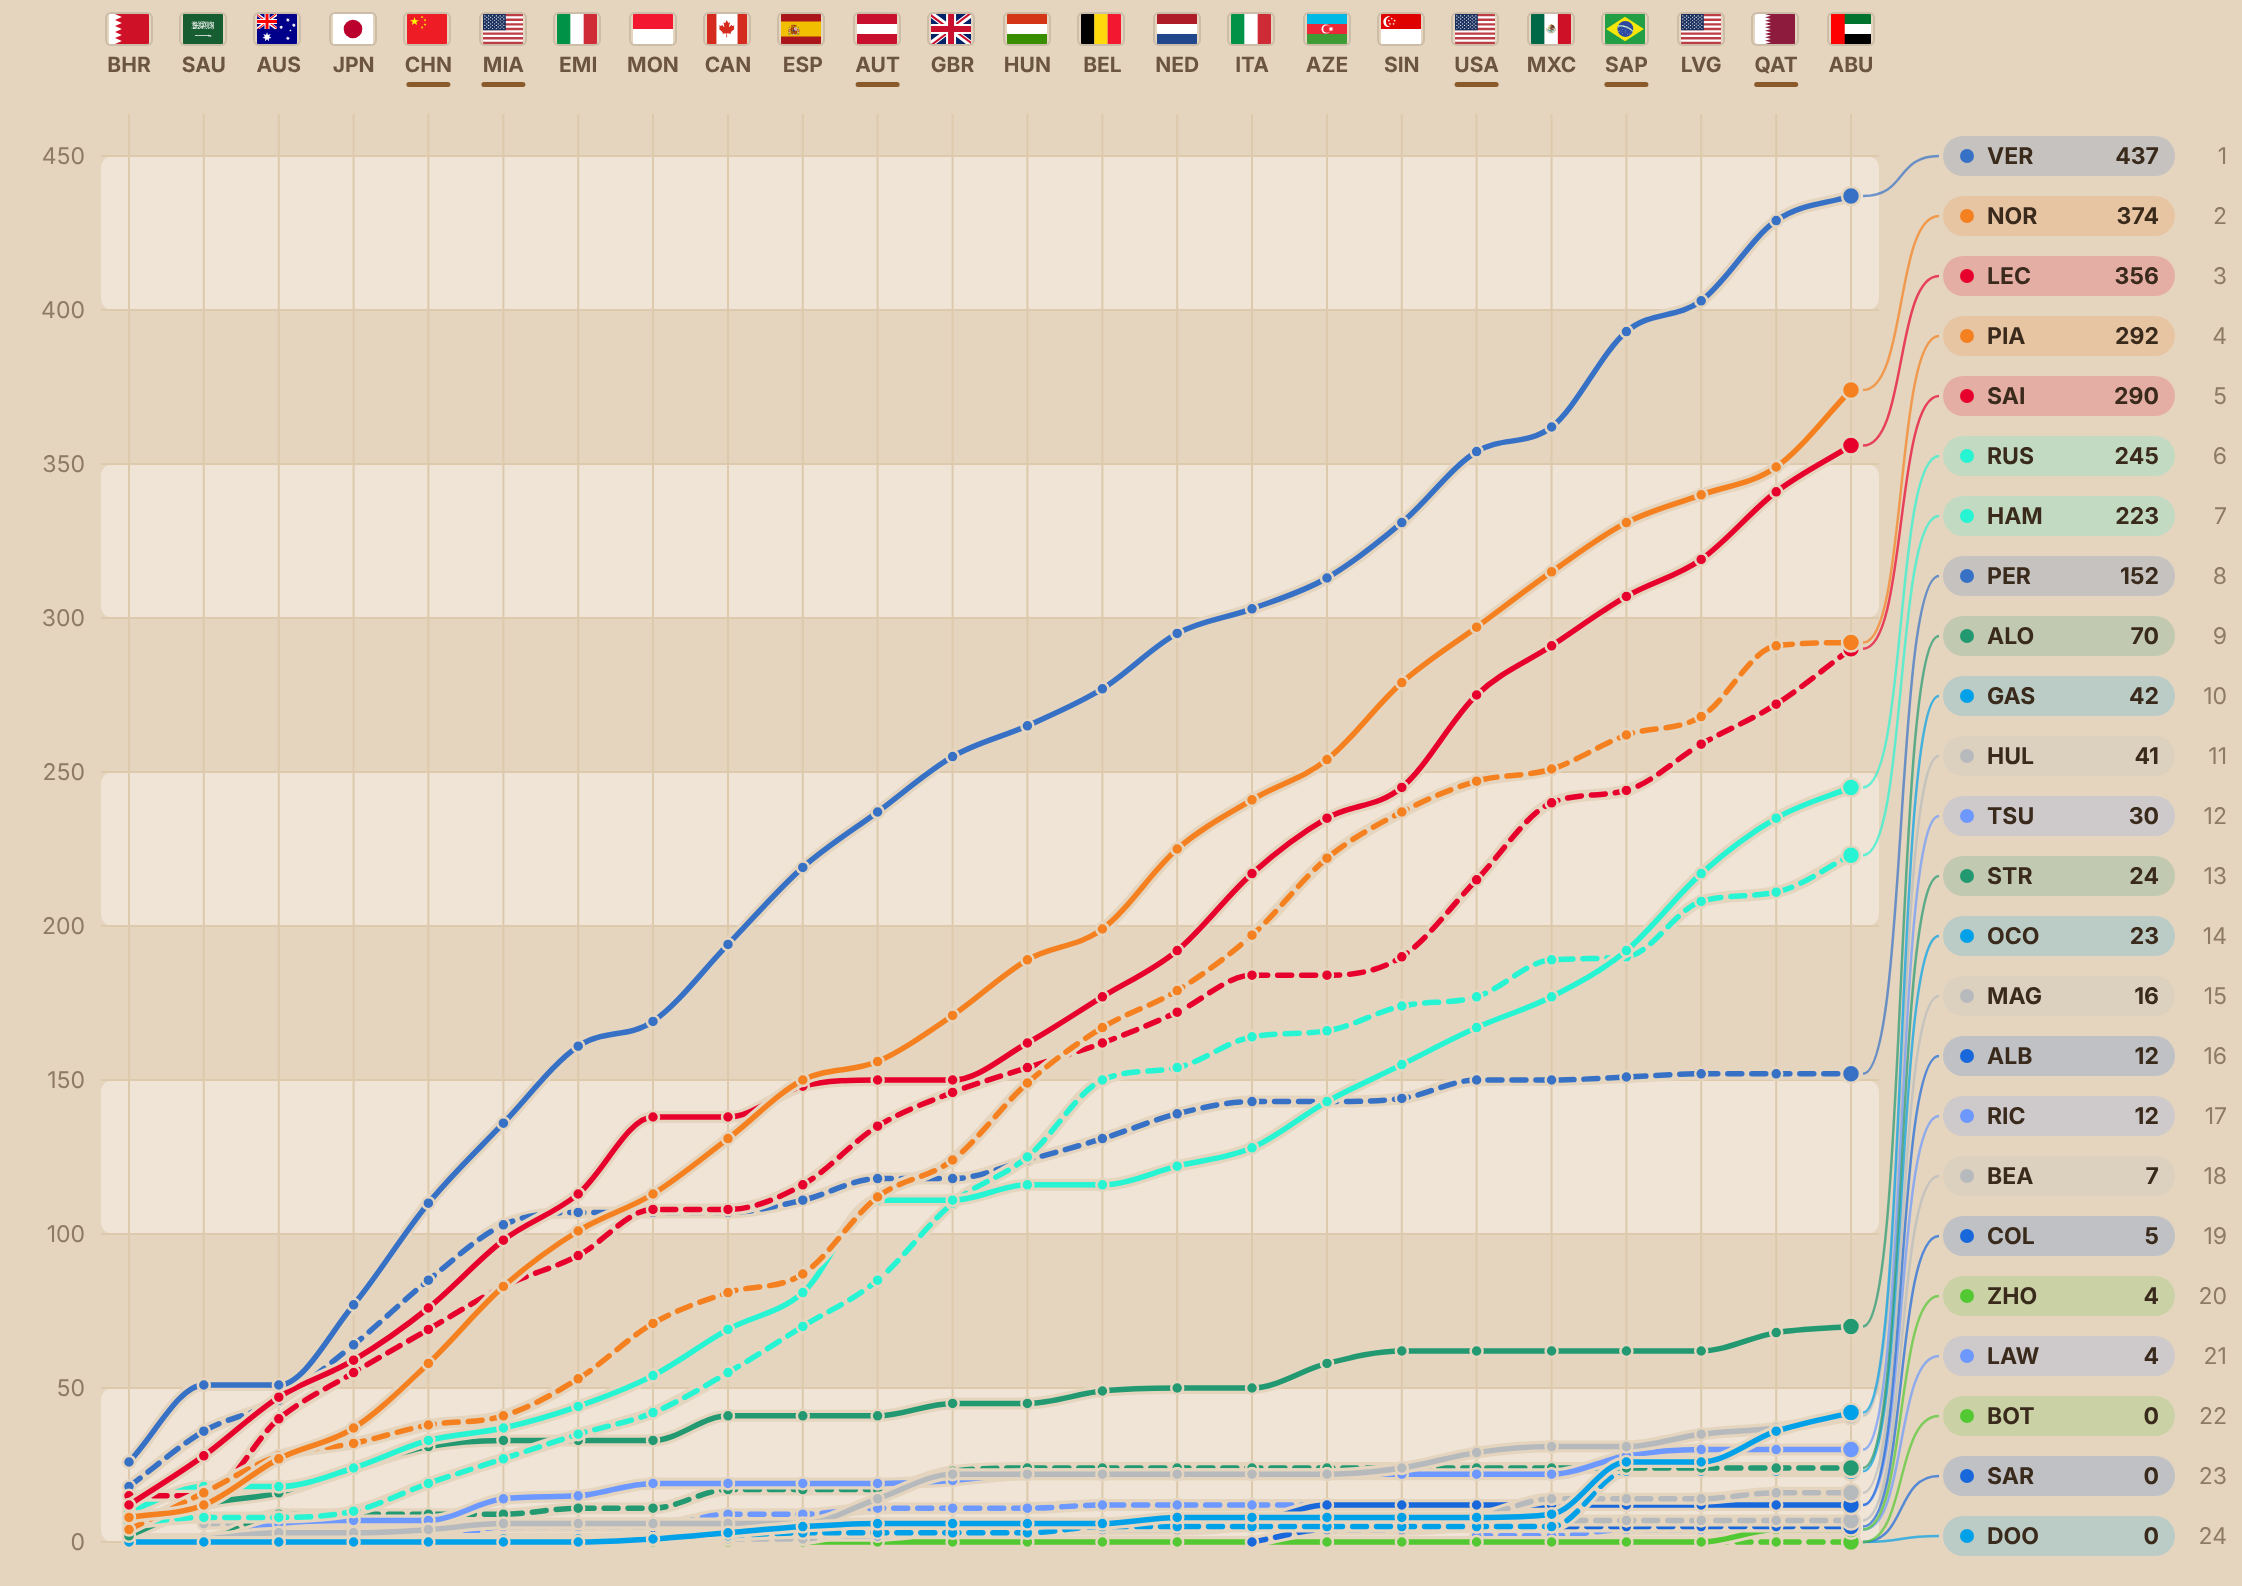 BHR SAU AUS JPN CHN MIA EMI MON CAN ESP AUT GBR HUN BEL NED ITA AZE SIN USA MXC SAP LVG QAT ABU
450
400
350
300
250
200
150
100
50
0
VER 437 1
NOR 374 2
LEC 356 3
PIA 292 4
SAI 290 5
RUS 245 6
HAM 223 7
PER 152 8
ALO 70 9
GAS 42 10
HUL 41 11
TSU 30 12
STR 24 13
OCO 23 14
MAG 16 15
ALB 12 16
RIC 12 17
BEA 7 18
COL 5 19
ZHO 4 20
LAW 4 21
BOT 0 22
SAR 0 23
DOO 0 24